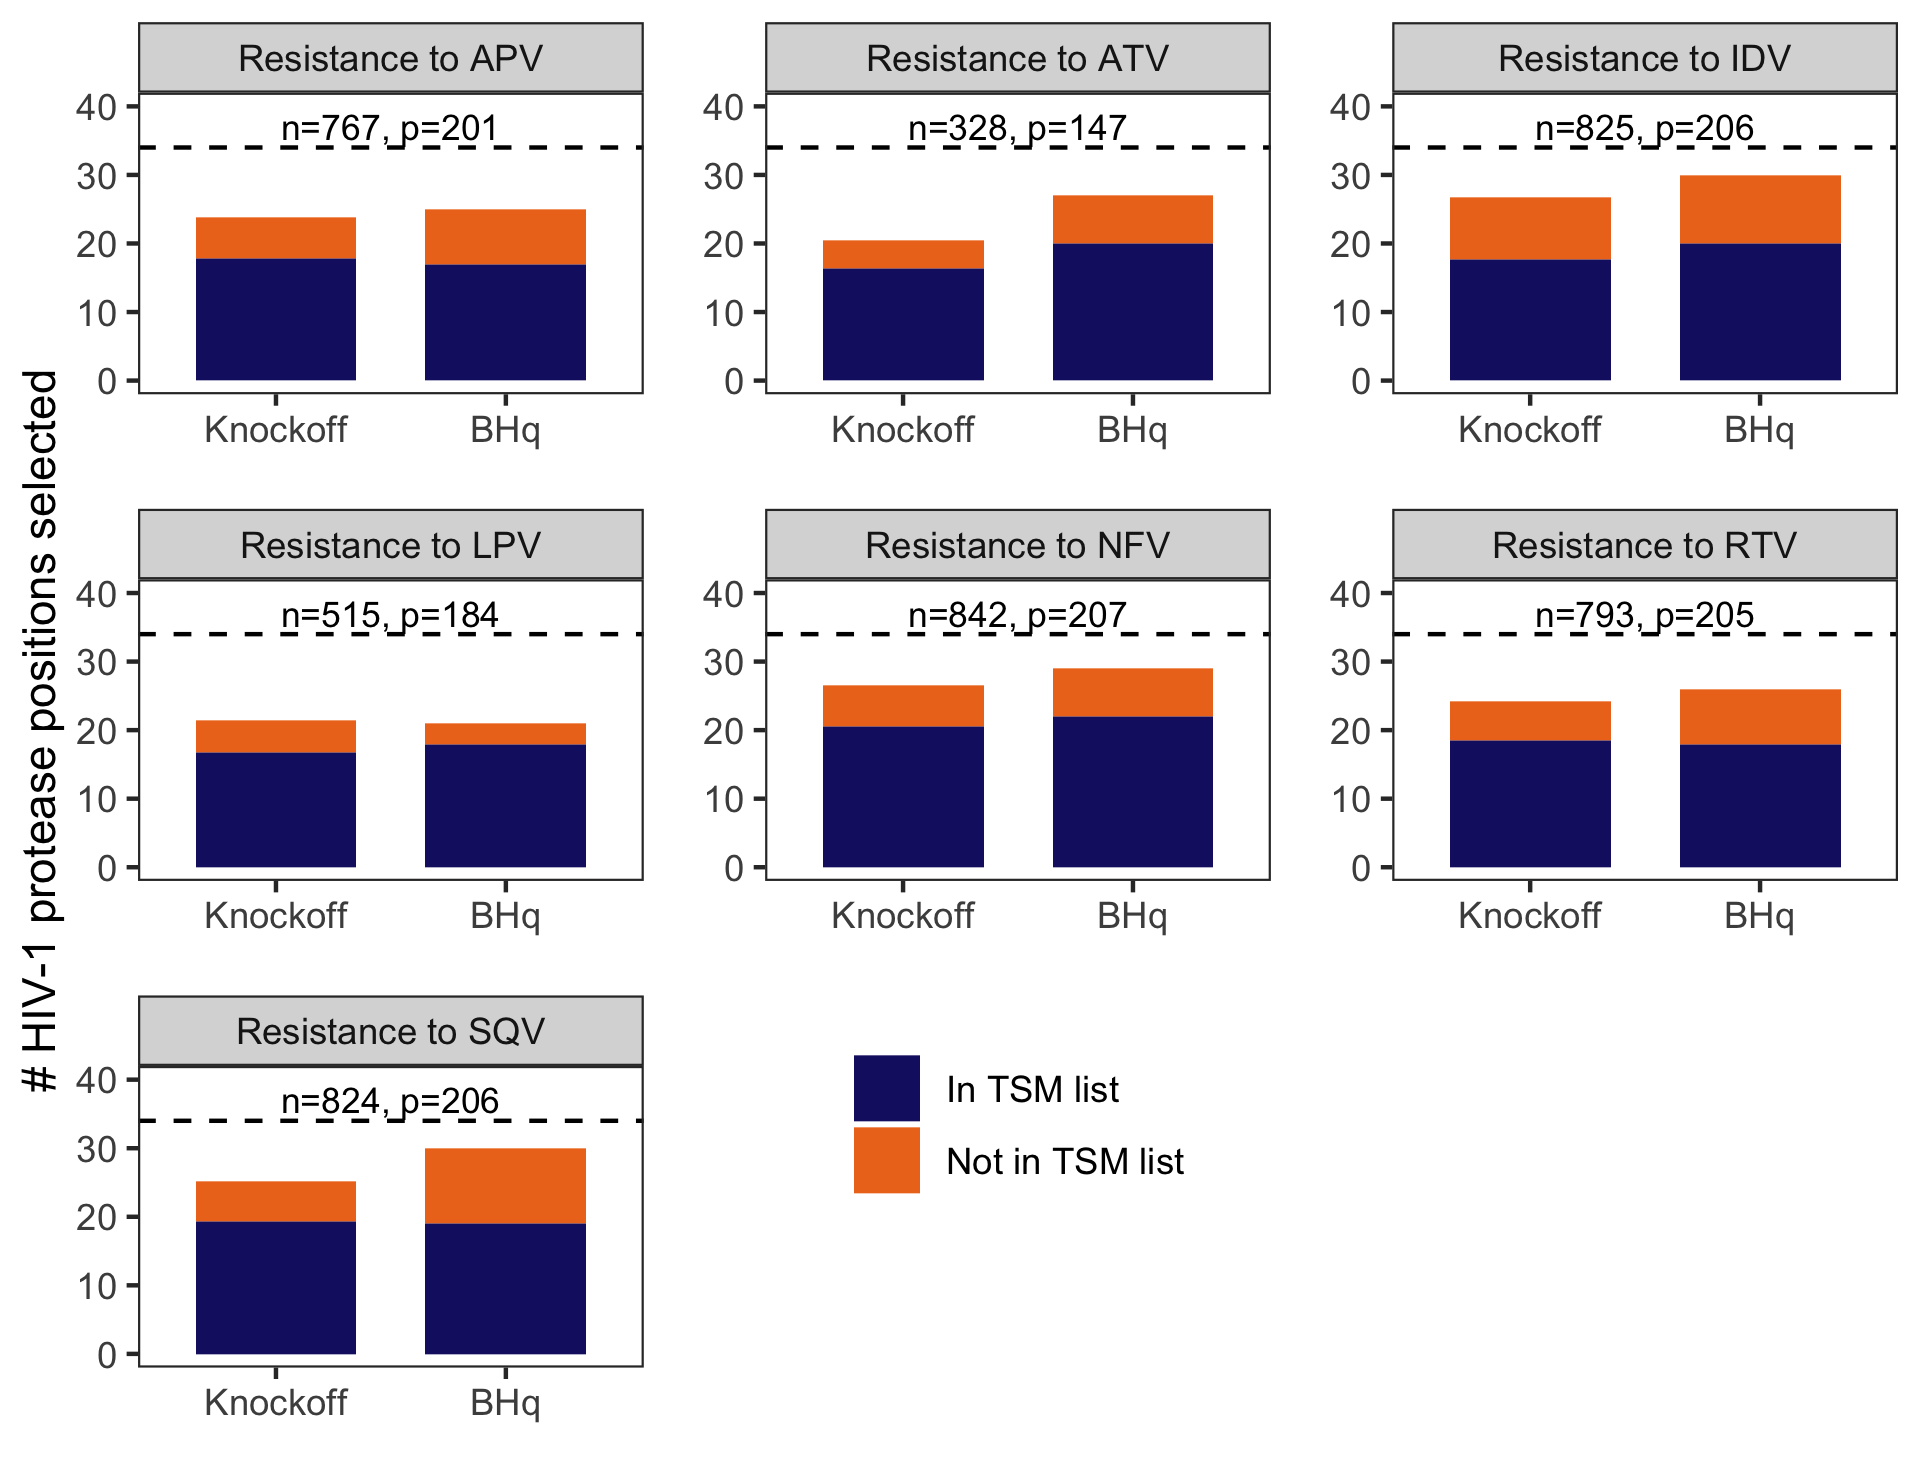 # HIV-1 protease positions selected
Resistance to APV
n=767, p=201
40
30
20
10
0
Knockoff BHq
Resistance to ATV
n=328, p=147
40
30
20
10
0
Knockoff BHq
Resistance to IDV
n=825, p=206
40
30
20
10
0
Knockoff BHq
Resistance to LPV
n=515, p=184
40
30
20
10
0
Knockoff BHq
Resistance to NFV
n=842, p=207
40
30
20
10
0
Knockoff BHq
Resistance to RTV
n=793, p=205
40
30
20
10
0
Knockoff BHq
Resistance to SQV
n=824, p=206
40
30
20
10
0
Knockoff BHq
In TSM list
Not in TSM list